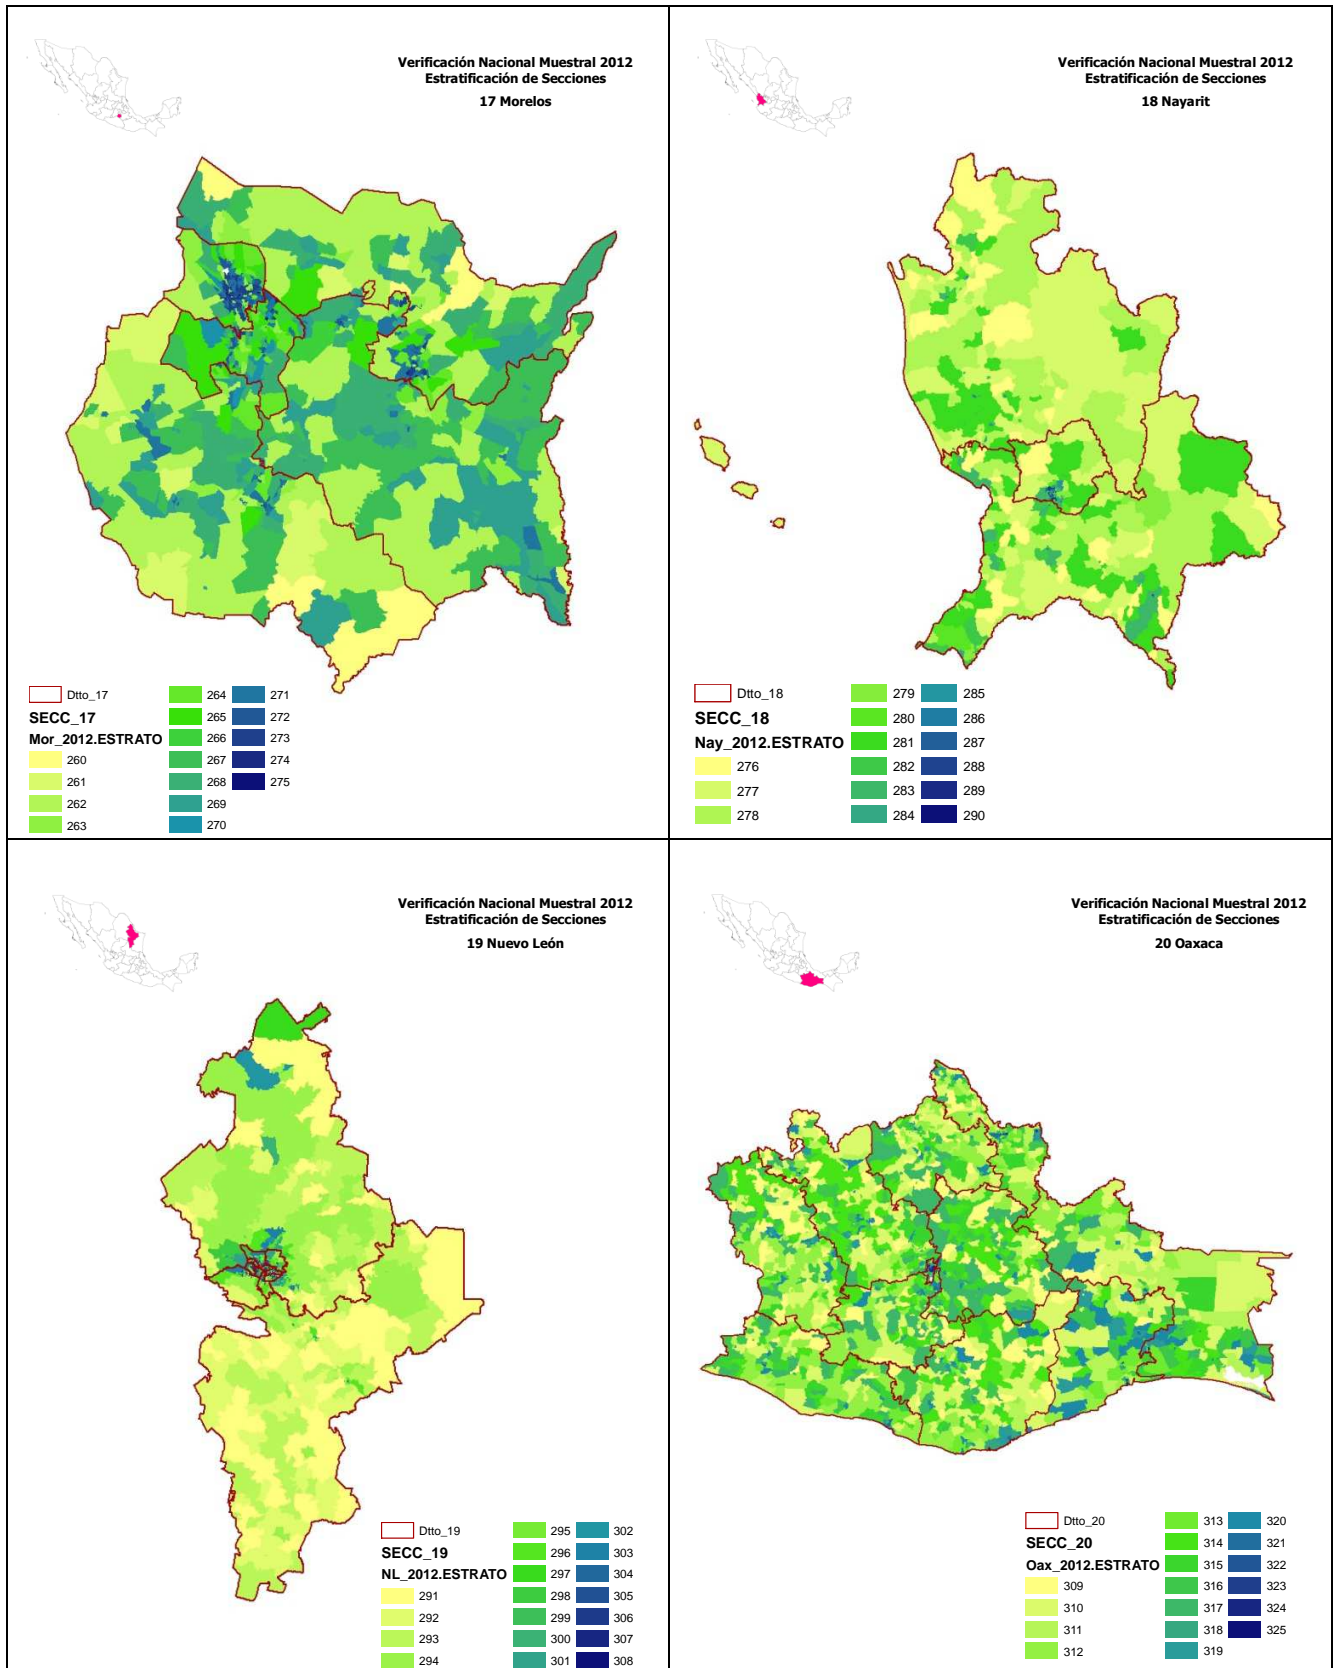 Verificación Nacional Muestral 2012
Estratificación de Secciones
17 Morelos
Dtto_17
SECC_17
Mor_2012.ESTRATO
260
261
262
263
264
265
266
267
268
269
270
271
272
273
274
275
Verificación Nacional Muestral 2012
Estratificación de Secciones
18 Nayarit
Dtto_18
SECC_18
Nay_2012.ESTRATO
276
277
278
279
280
281
282
283
284
285
286
287
288
289
290
Verificación Nacional Muestral 2012
Estratificación de Secciones
19 Nuevo León
Dtto_19
SECC_19
NL_2012.ESTRATO
291
292
293
294
295
296
297
298
299
300
301
302
303
304
305
306
307
308
Verificación Nacional Muestral 2012
Estratificación de Secciones
20 Oaxaca
Dtto_20
SECC_20
Oax_2012.ESTRATO
309
310
311
312
313
314
315
316
317
318
319
320
321
322
323
324
325